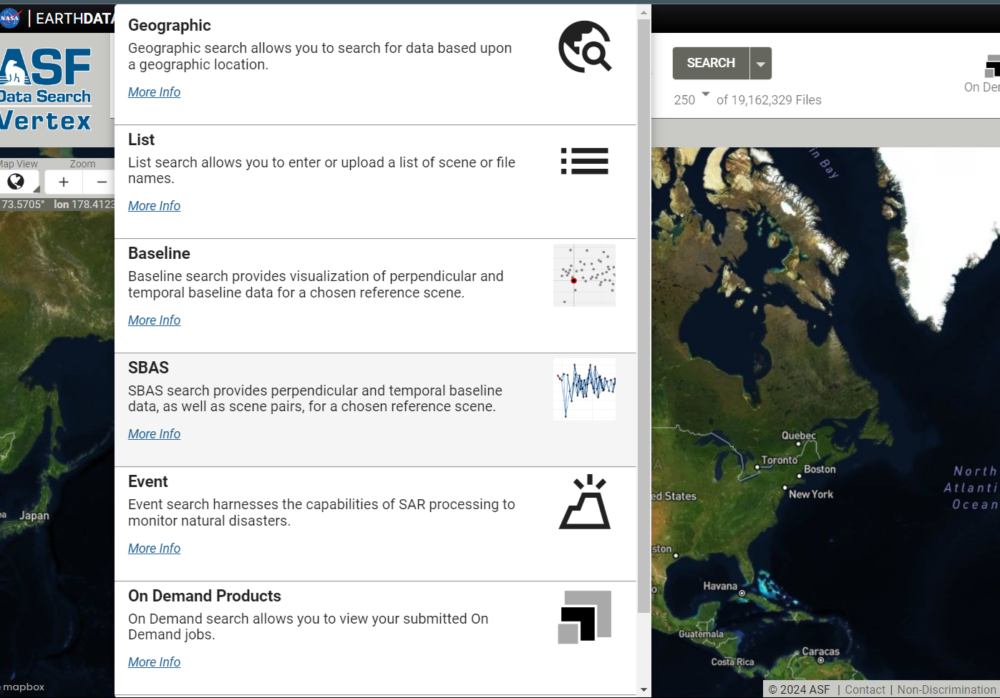 NASA
EARTHDATA
ASF
Data Search
Vertex
Map View
Zoom
+
−
73.5705° lon 178.4123
Geographic
Geographic search allows you to search for data based upon
a geographic location.
More Info
List
List search allows you to enter or upload a list of scene or file
names.
More Info
Baseline
Baseline search provides visualization of perpendicular and
temporal baseline data for a chosen reference scene.
More Info
SBAS
SBAS search provides perpendicular and temporal baseline
data, as well as scene pairs, for a chosen reference scene.
More Info
Event
Event search harnesses the capabilities of SAR processing to
monitor natural disasters.
More Info
On Demand Products
On Demand search allows you to view your submitted On
Demand jobs.
More Info
SEARCH
250 of 19,162,329 Files
On Der
in Bay
Quebec
Toronto
Boston
New York
ed States
ston
Havana
Guatemala
Costa Rica
Caracas
North
Atlanti
Ocean
Japan
mapbox
© 2024 ASF | Contact | Non-Discrimination